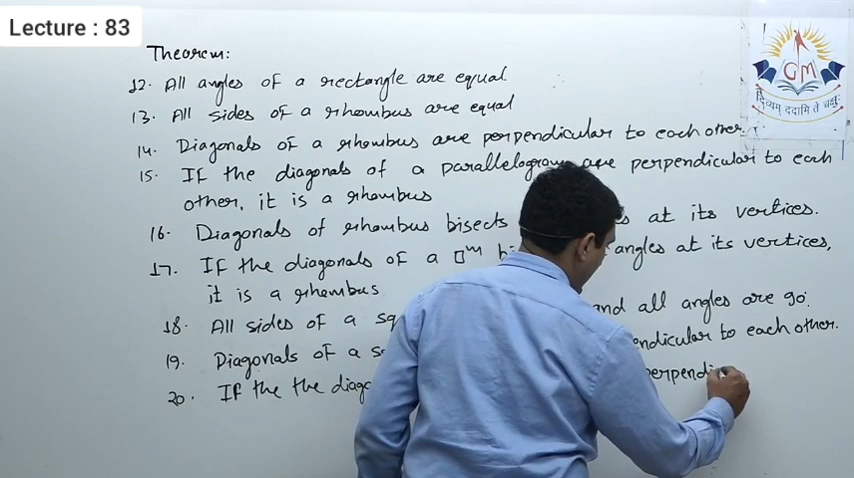 Lecture : 83
Theorem:
12. All angles of a rectangle are equal
13. All sides of a rhombus are equal
14. Diagonals of a rhombus are perpendicular to each other.
15. If the diagonals of a parallelogram are perpendicular to each
other, it is a rhombus
16. Diagonals of rhombus bisects at its vertices.
17. If the diagonals of a □ᵐ angles at its vertices,
it is a rhombus
18. All sides of a and all angles are 90.
19. Diagonals of a to each other.
20. If the the
GM
दिव्यम् ददामि ते चक्षुः